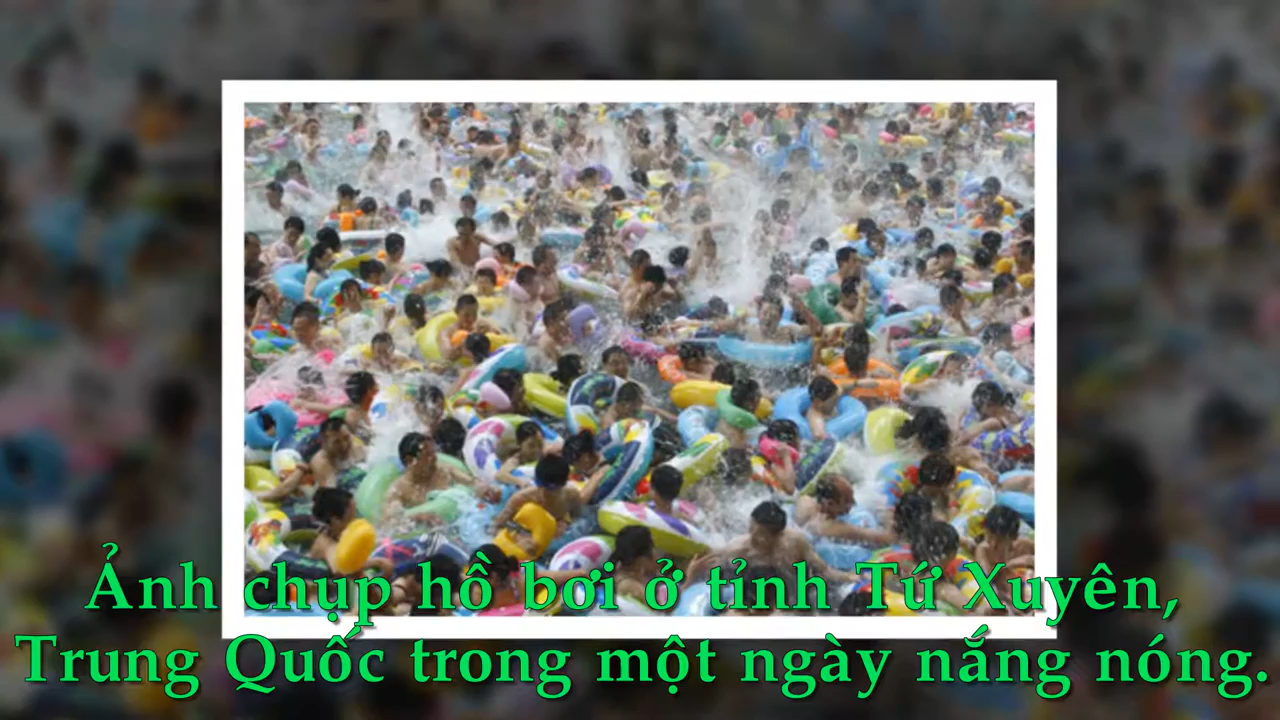 Ảnh chụp hồ bơi ở tỉnh Tứ Xuyên,
Trung Quốc trong một ngày nắng nóng.